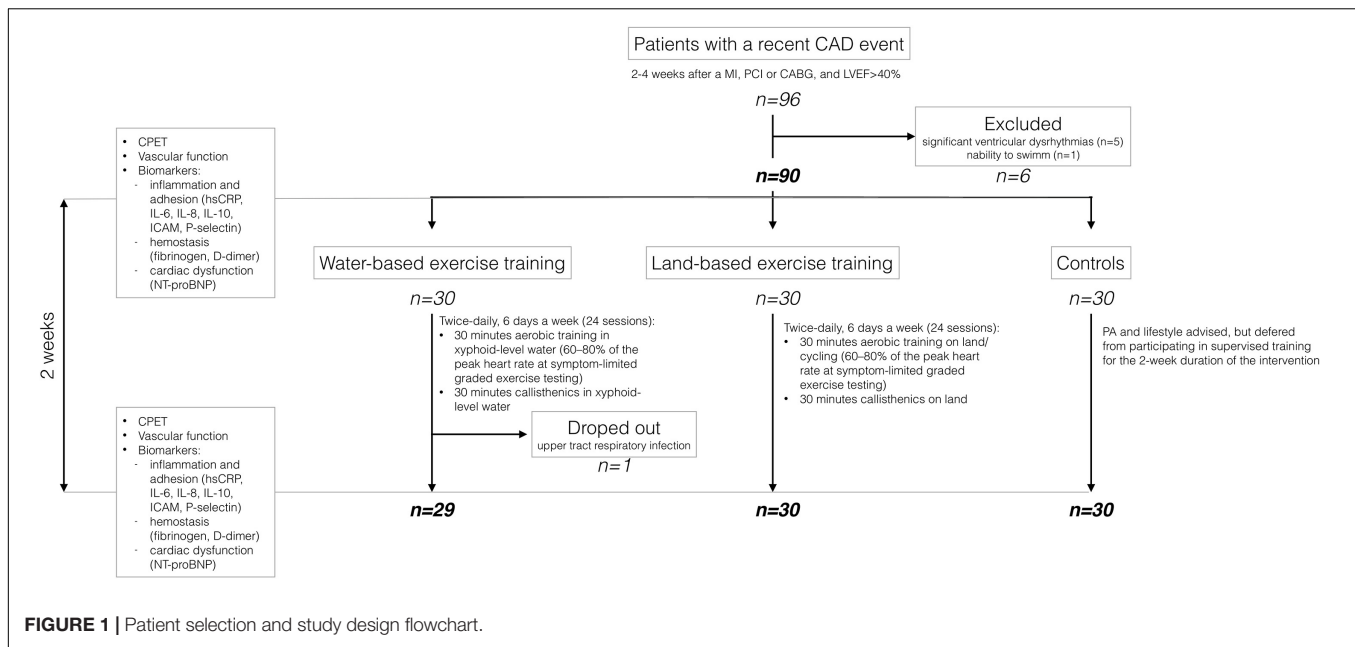 Patients with a recent CAD event
2-4 weeks after a MI, PCI or CABG, and LVEF>40%
n=96
Excluded
significant ventricular dysrhythmias (n=5)
nability to swimm (n=1)
n=6
n=90
• CPET
• Vascular function
• Biomarkers:
- inflammation and
adhesion (hsCRP,
IL-6, IL-8, IL-10,
ICAM, P-selectin)
- hemostasis
(fibrinogen, D-dimer)
- cardiac dysfunction
(NT-proBNP)
2 weeks
Water-based exercise training
n=30
Twice-daily, 6 days a week (24 sessions):
• 30 minutes aerobic training in
xyphoid-level water (60–80% of the
peak heart rate at symptom-limited
graded exercise testing)
• 30 minutes callisthenics in xyphoid-
level water
Droped out
upper tract respiratory infection
n=1
n=29
Land-based exercise training
n=30
Twice-daily, 6 days a week (24 sessions):
• 30 minutes aerobic training on land/
cycling (60–80% of the peak heart
rate at symptom-limited graded
exercise testing)
• 30 minutes callisthenics on land
n=30
Controls
n=30
PA and lifestyle advised, but defered
from participating in supervised training
for the 2-week duration of the intervention
n=30
• CPET
• Vascular function
• Biomarkers:
- inflammation and
adhesion (hsCRP,
IL-6, IL-8, IL-10,
ICAM, P-selectin)
- hemostasis
(fibrinogen, D-dimer)
- cardiac dysfunction
(NT-proBNP)
FIGURE 1 | Patient selection and study design flowchart.